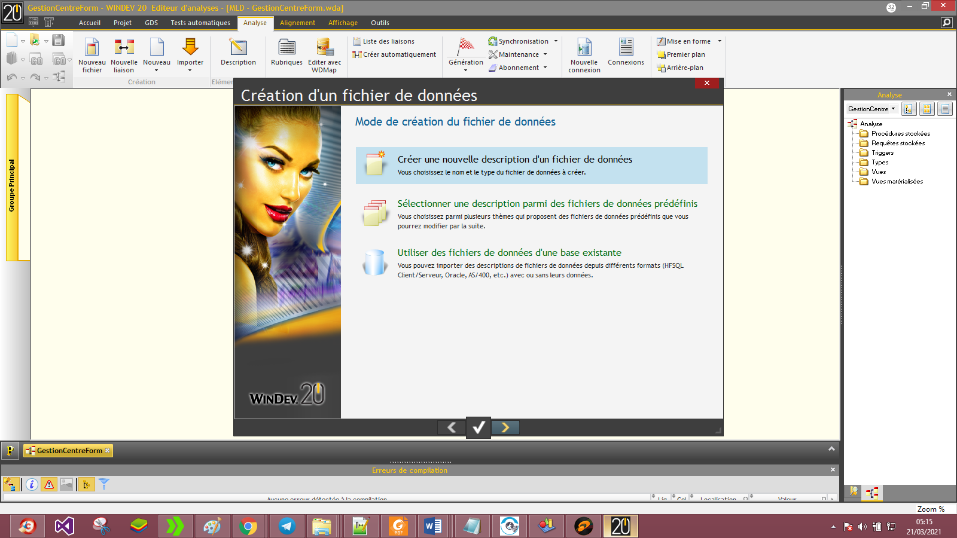 GestionCentreForm - WINDEV 20 Editeur d'analyses - [MLD - GestionCentreForm.wda]
Accueil Projet GDS Tests automatiques Analyse Alignement Affichage Outils
Nouveau fichier
Nouvelle liaison
Nouveau
Importer
Description
Rubriques
Editer avec WDMap
Liste des liaisons
Créer automatiquement
Génération
Synchronisation
Maintenance
Abonnement
Nouvelle connexion
Connexions
Mise en forme
Premier plan
Arrière-plan
Création
Groupe Principal
Création d'un fichier de données
Mode de création du fichier de données
Créer une nouvelle description d'un fichier de données
Vous choisissez le nom et le type du fichier de données à créer.
Sélectionner une description parmi des fichiers de données prédéfinis
Vous choisissez parmi plusieurs thèmes qui proposent des fichiers de données prédéfinis que vous
pourrez modifier par la suite.
Utiliser des fichiers de données d'une base existante
Vous pouvez importer des descriptions de fichiers de données depuis différents formats (HFSQL
Client/Serveur, Oracle, AS/400, etc.) avec ou sans leurs données.
WINDEV 20
Analyse
GestionCentre
Analyse
Procédures stockées
Requêtes stockées
Triggers
Types
Vues
Vues matérialisées
GestionCentreForm
Erreurs de compilation
Aucune erreur détectée à la compilation
Zoom %
05:15
21/03/2021